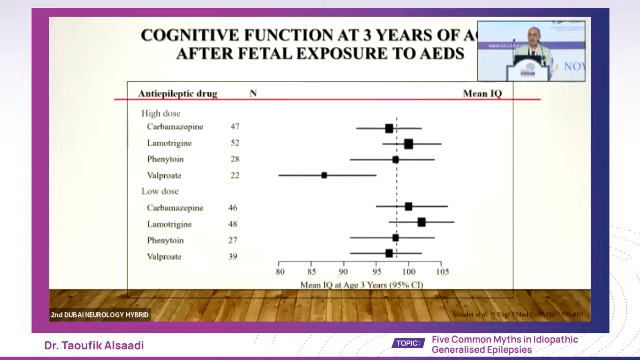 COGNITIVE FUNCTION AT 3 YEARS OF
AFTER FETAL EXPOSURE TO AEDS
Antiepileptic drug N Mean IQ
High dose
Carbamazepine 47
Lamotrigine 52
Phenytoin 28
Valproate 22
Low dose
Carbamazepine 46
Lamotrigine 48
Phenytoin 27
Valproate 39
80 85 90 95 100 105
Mean IQ at Age 3 Years (95% CI)
2nd DUBAI NEUROLOGY HYBRID
Dr. Taoufik Alsaadi
TOPIC:
Five Common Myths in Idiopathic
Generalised Epilepsies